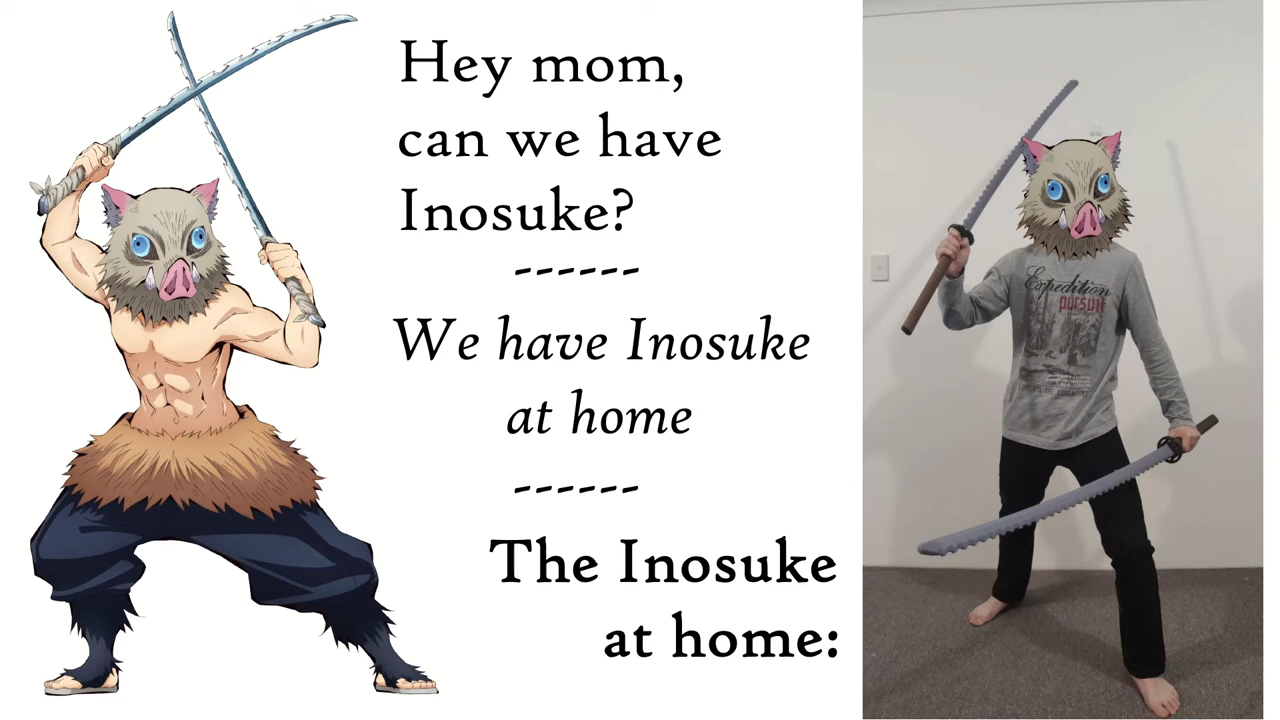 Hey mom,
can we have
Inosuke?
------
We have Inosuke
at home
------
The Inosuke
at home:
Expedition
pursuit